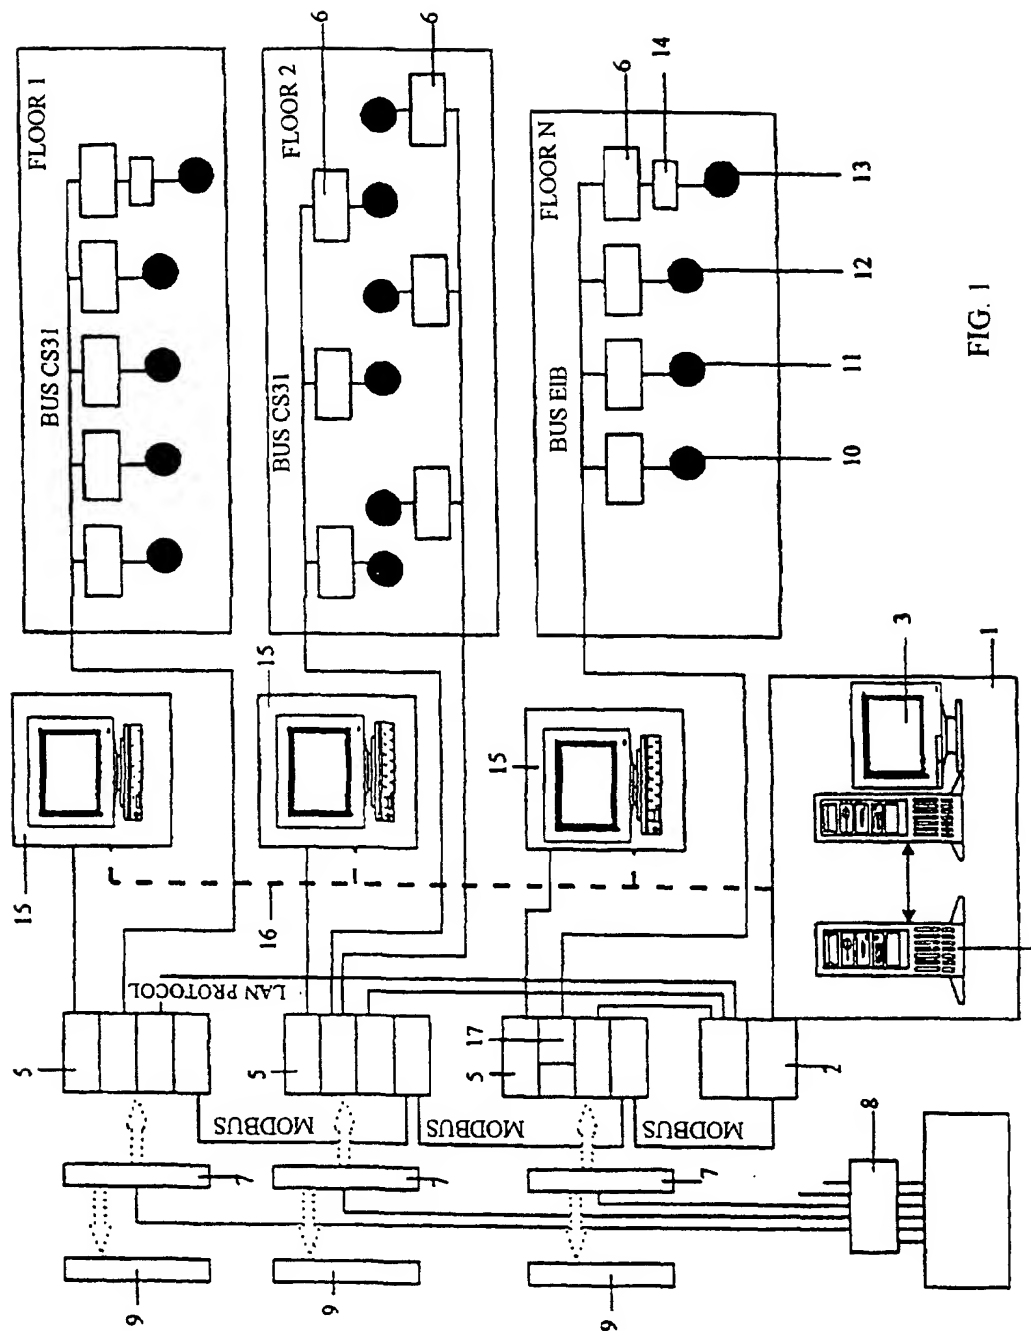 FLOOR 1
BUS CS31
15
5
7
9
6
6
FLOOR 2
BUS CS31
15
16
LAN PROTOCOL
5
MODBUS
7
9
6
14
FLOOR N
BUS EIB
13
12
11
10
15
17
5
MODBUS
7
9
3
1
2
MODBUS
8
FIG. 1